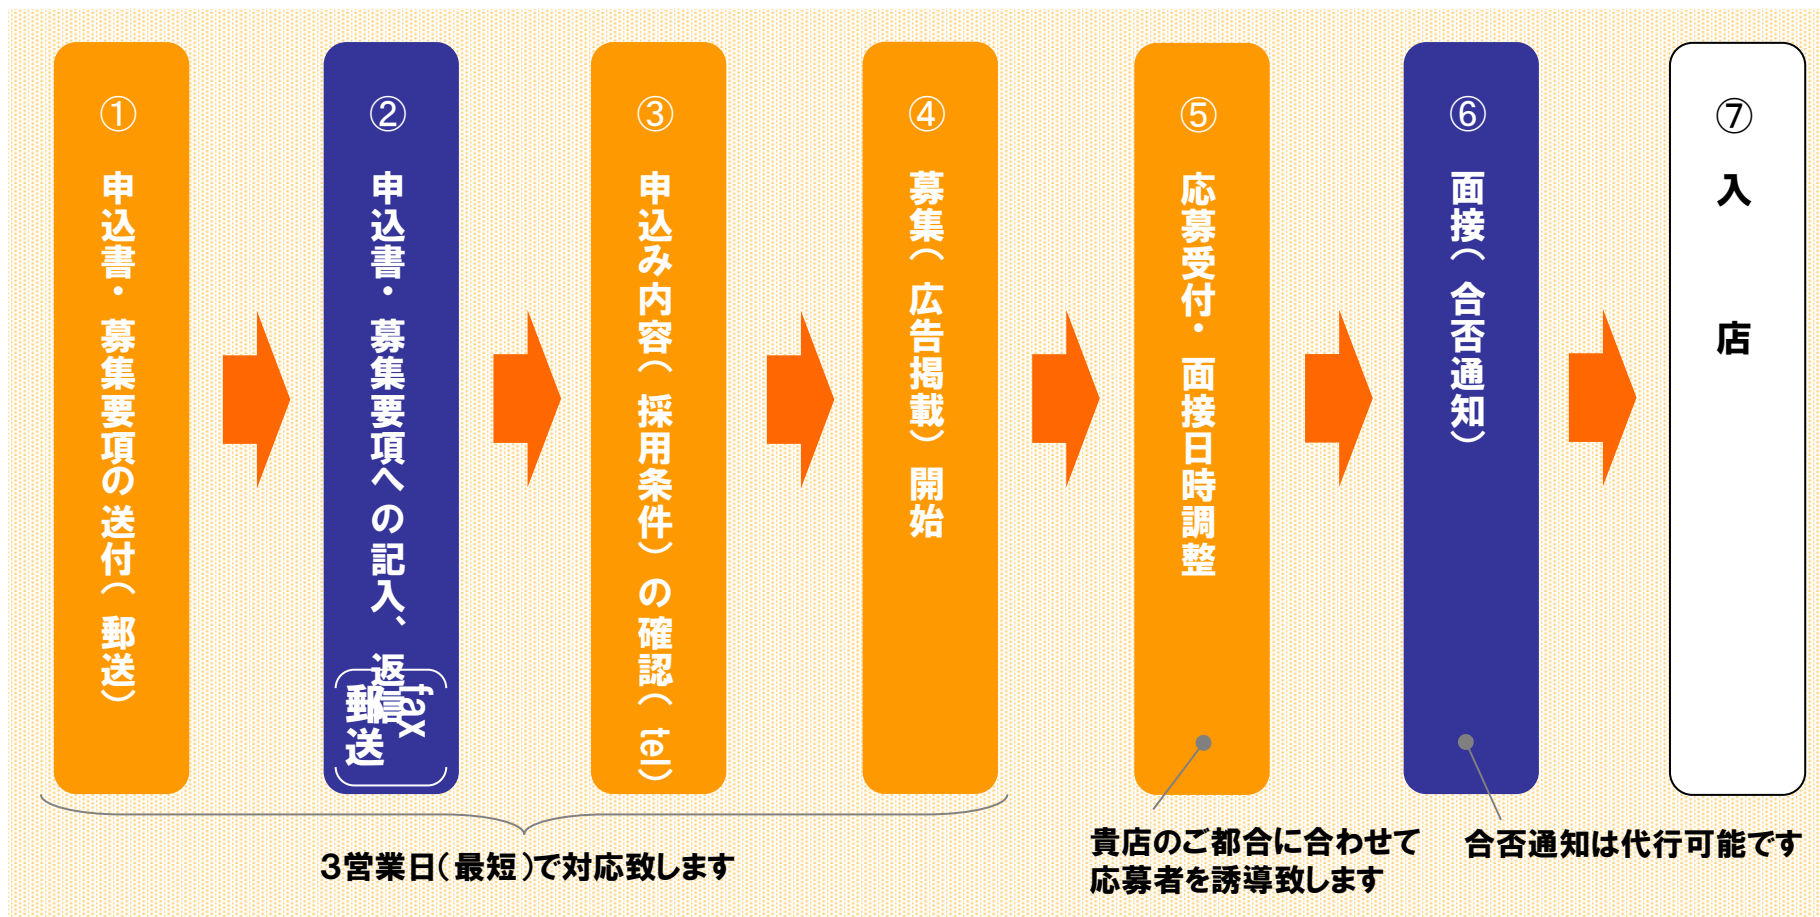 ① 申込書・募集要項の送付(郵送)
② 申込書・募集要項への記入、返信
fax
郵送
③ 申込み内容(採用条件)の確認(tel)
④ 募集(広告掲載)開始
⑤ 応募受付・面接日時調整
⑥ 面接(合否通知)
⑦ 入店
3営業日(最短)で対応致します
貴店のご都合に合わせて
応募者を誘導致します
合否通知は代行可能です